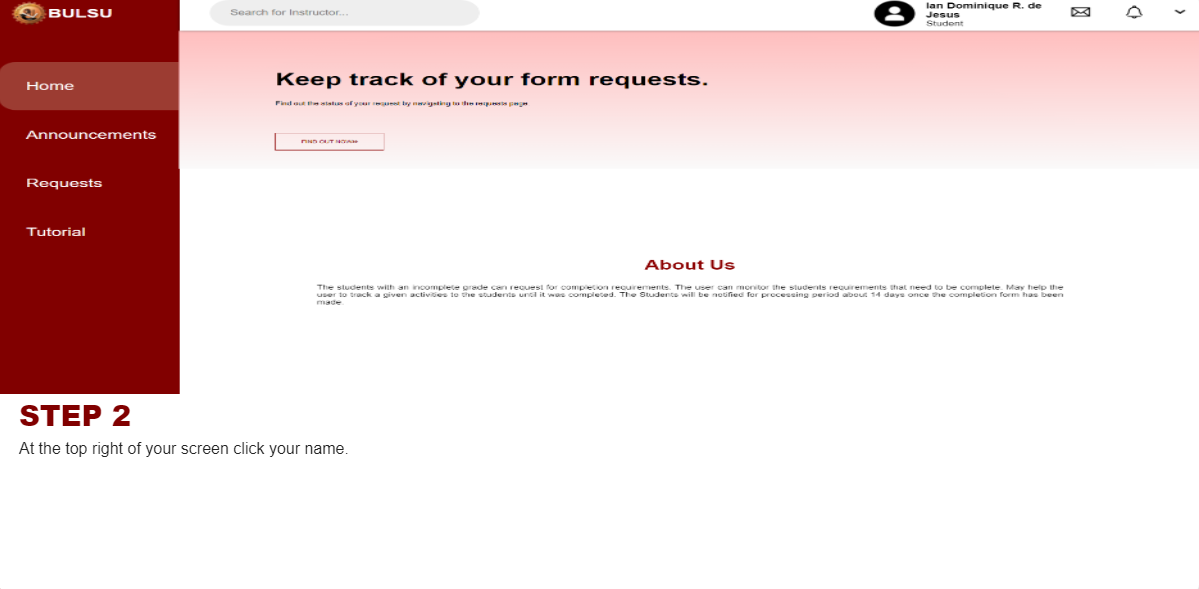 BULSU
Search for Instructor...
Ian Dominique R. de
Jesus
Student
Home
Announcements
Requests
Tutorial
Keep track of your form requests.
Find out the status of your request by navigating to the requests page
FIND OUT NOW
About Us
The students with an incomplete grade can request for completion requirements. The user can monitor the students requirements that need to be complete. May help the
user to track a given activities to the students until it was completed. The Students will be notified for processing period about 14 days once the completion form has been
made.
STEP 2
At the top right of your screen click your name.